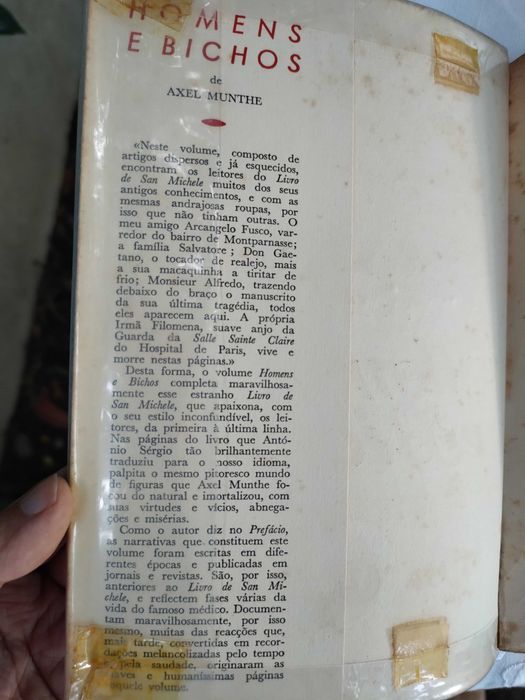 HOMENS
E BICHOS
de
AXEL MUNTHE
«Neste volume, composto de
artigos dispersos e já esquecidos,
encontram os leitores do Livro
de San Michele muitos dos seus
antigos conhecimentos, e com as
mesmas andrajosas roupas, por
isso que não tinham outras. O
meu amigo Arcangelo Fusco, var-
redor do bairro de Montparnasse;
a família Salvatore; Don Gae-
tano, o tocador de realejo, mais
a sua macaquinha a tiritar de
frio; Monsieur Alfredo, trazendo
debaixo do braço o manuscrito
da sua última tragédia, todos
eles aparecem aqui. A própria
Irmã Filomena, suave anjo da
Guarda da Salle Sainte Claire
do Hospital de Paris, vive e
morre nestas páginas.»
Desta forma, o volume Homens
e Bichos completa maravilhosa-
mente esse estranho Livro de
San Michele, que apaixona, com
o seu estilo inconfundível, os lei-
tores, da primeira à última linha.
Nas páginas do livro que Antó-
nio Sérgio tão brilhantemente
traduziu para o nosso idioma,
palpita o mesmo pitoresco mundo
de figuras que Axel Munthe fo-
cou do natural e imortalizou, com
suas virtudes e vícios, abnega-
ções e misérias.
Como o autor diz no Prefácio,
as narrativas que constituem este
volume foram escritas em dife-
rentes épocas e publicadas em
jornais e revistas. São, por isso,
anteriores ao Livro de San Mi-
chele, e reflectem fases várias da
vida do famoso médico. Documen-
tam maravilhosamente, por isso
mesmo, muitas das reacções que,
mais tarde, convertidas em recor-
dações melancolizadas pelo tempo
e pela saudade, originaram as
suaves e humaníssimas páginas
daquele volume.